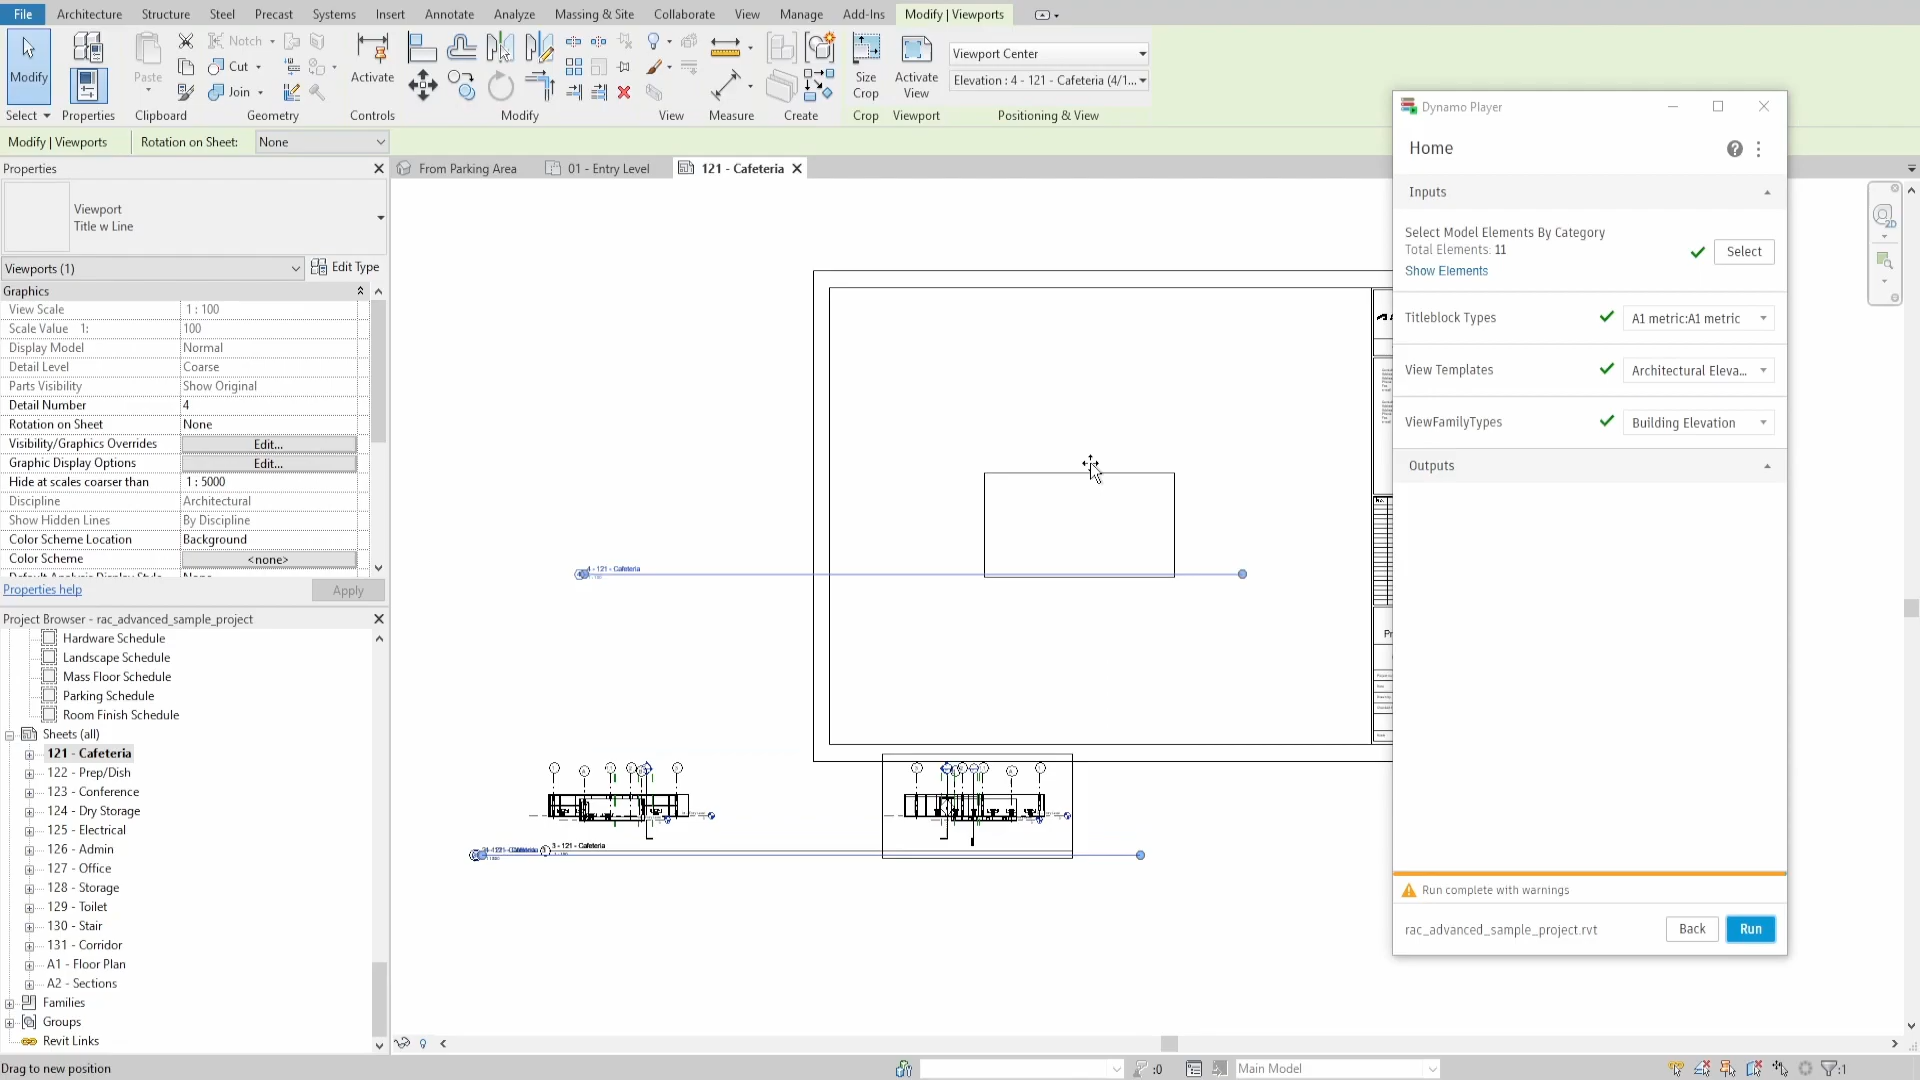 File Architecture Structure Steel Precast Systems Insert Annotate Analyze Massing & Site Collaborate View Manage Add-Ins Modify | Viewports
Modify
Paste
Notch
Cut
Join
Activate
Size Crop
Activate View
Viewport Center
Elevation : 4 - 121 - Cafeteria (4/1...
Select Properties Clipboard Geometry Controls Modify View Measure Create Crop Viewport Positioning & View
Modify | Viewports Rotation on Sheet: None
Properties
From Parking Area 01 - Entry Level 121 - Cafeteria
Viewport
Title w Line
Viewports (1) Edit Type
Graphics
View Scale 1 : 100
Scale Value 1: 100
Display Model Normal
Detail Level Coarse
Parts Visibility Show Original
Detail Number 4
Rotation on Sheet None
Visibility/Graphics Overrides Edit...
Graphic Display Options Edit...
Hide at scales coarser than 1 : 5000
Discipline Architectural
Show Hidden Lines By Discipline
Color Scheme Location Background
Color Scheme <none>
Properties help Apply
Project Browser - rac_advanced_sample_project
Hardware Schedule
Landscape Schedule
Mass Floor Schedule
Parking Schedule
Room Finish Schedule
Sheets (all)
121 - Cafeteria
122 - Prep/Dish
123 - Conference
124 - Dry Storage
125 - Electrical
126 - Admin
127 - Office
128 - Storage
129 - Toilet
130 - Stair
131 - Corridor
A1 - Floor Plan
A2 - Sections
Families
Groups
Revit Links
4 - 121 - Cafeteria
3 - 121 - Cafeteria
Dynamo Player
Home
Inputs
Select Model Elements By Category
Total Elements: 11
Show Elements
Select
Titleblock Types A1 metric:A1 metric
View Templates Architectural Eleva...
ViewFamilyTypes Building Elevation
Outputs
Run complete with warnings
rac_advanced_sample_project.rvt Back Run
Drag to new position
:0
Main Model
:1